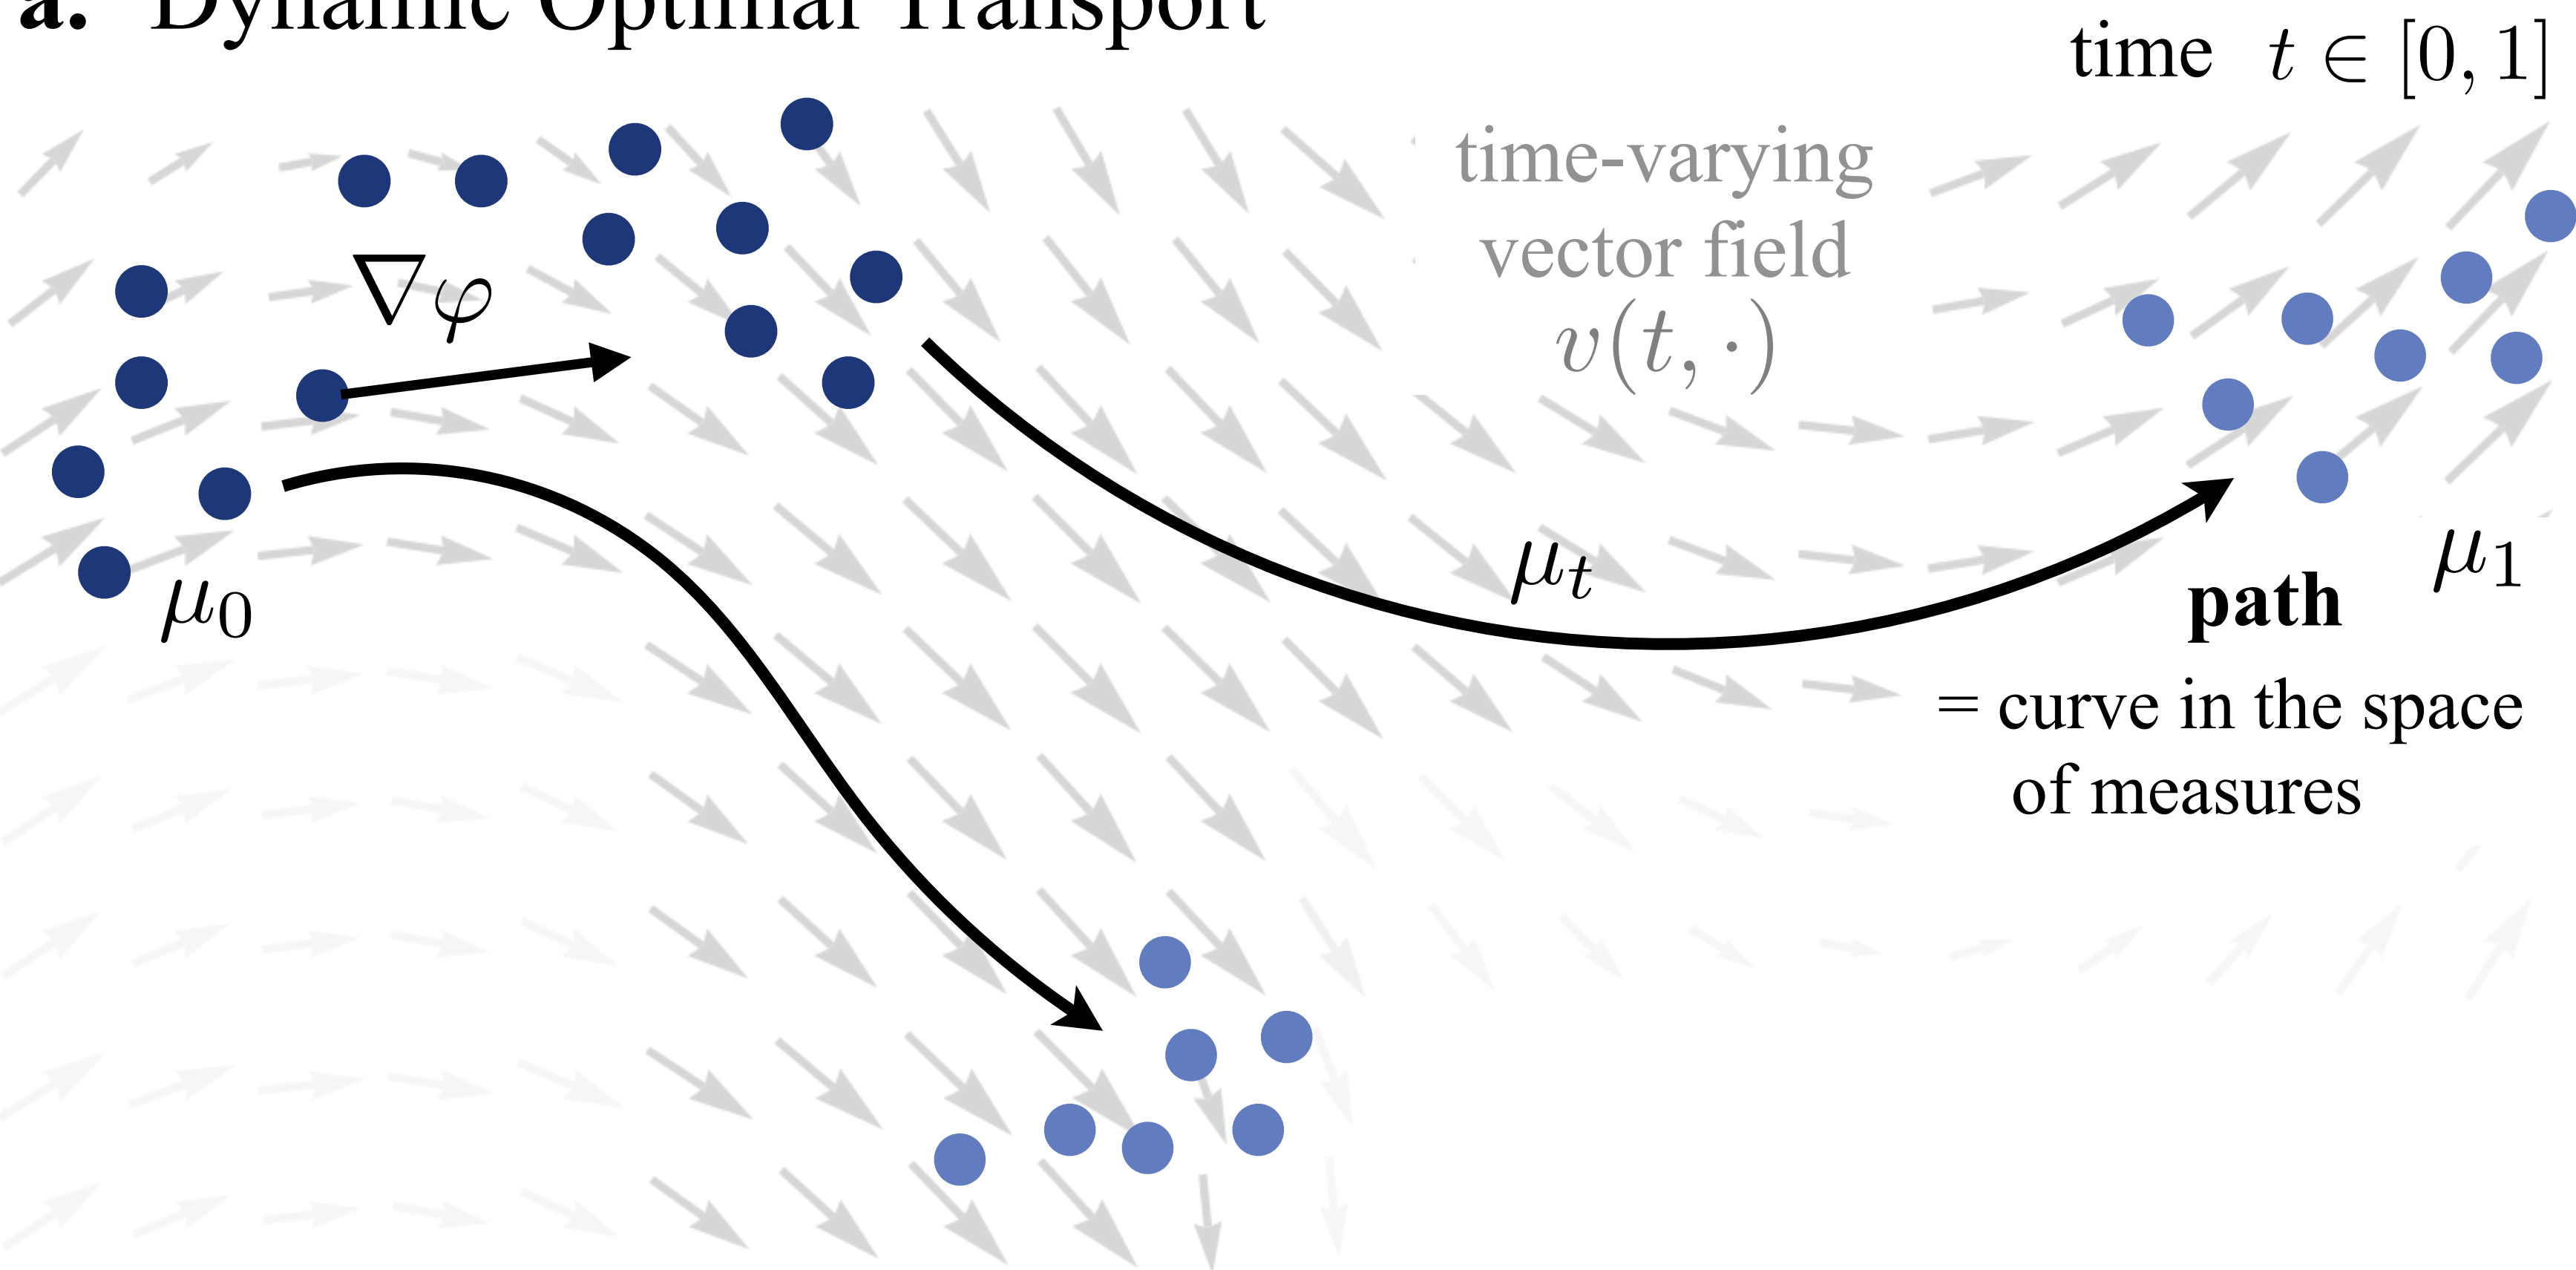 a. Dynamic Optimal Transport
time t ∈ [0, 1]
time-varying
vector field
v(t, ·)
∇φ
μ₀
μₜ
μ₁
path
= curve in the space
of measures